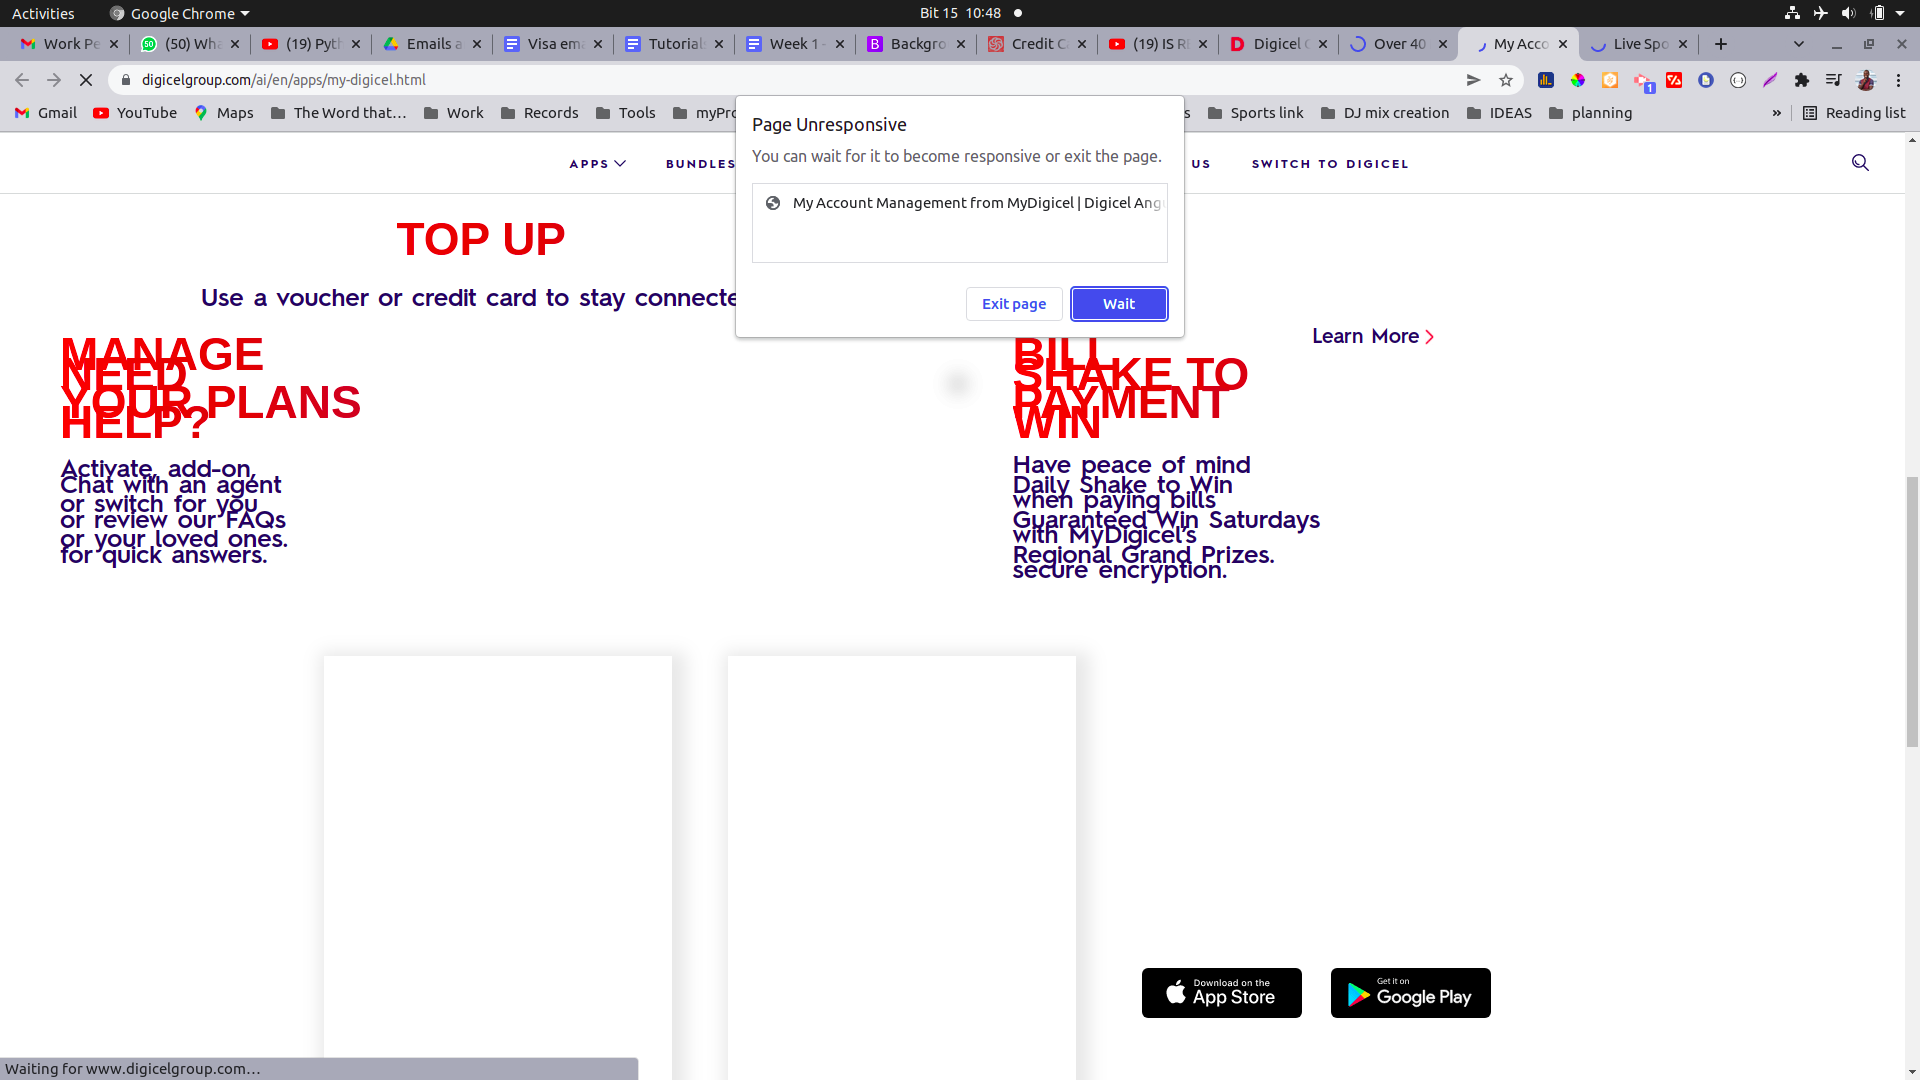 Activities
Google Chrome
Bit 15 10:48
Work Pe
(50) Wha
(19) Pyth
Emails a
Visa em
Tutorial
Week 1 -
Backgro
Credit C
(19) IS R
Digicel
Over 40
My Acco
Live Spo
digicelgroup.com/ai/en/apps/my-digicel.html
1
Gmail
YouTube
Maps
The Word that…
Work
Records
Tools
myPro
s
Sports link
DJ mix creation
IDEAS
planning
»
Reading list
Page Unresponsive
You can wait for it to become responsive or exit the page.
My Account Management from MyDigicel | Digicel Ang
Exit page
Wait
APPS
BUNDLES
US
SWITCH TO DIGICEL
TOP UP
Use a voucher or credit card to stay connecte
MANAGE
YOUR PLANS
Activate, add-on,
or switch for you
or your loved ones.
NEED
HELP?
Chat with an agent
or review our FAQs
for quick answers.
BILL
PAYMENT
Have peace of mind
when paying bills
with MyDigicel's
secure encryption.
SHAKE TO
WIN
Daily Shake to Win
Guaranteed Win Saturdays
Regional Grand Prizes.
Learn More
Download on the
App Store
Get it on
Google Play
Waiting for www.digicelgroup.com…